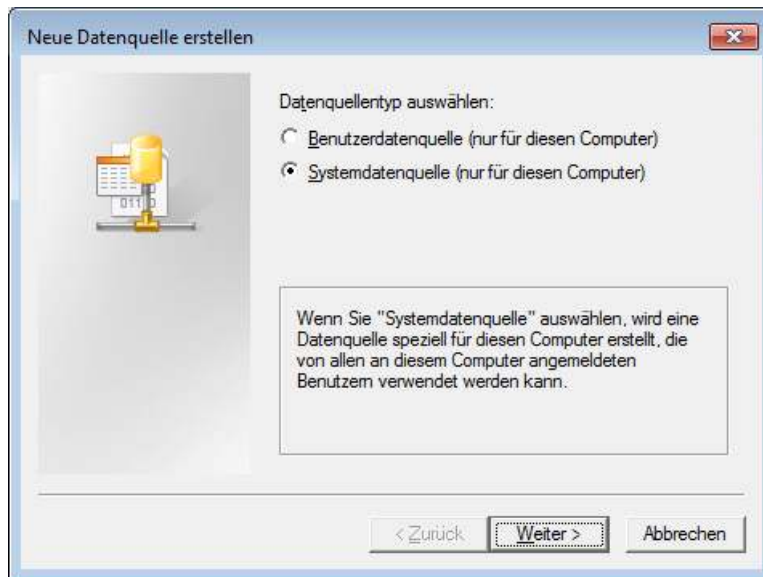 Neue Datenquelle erstellen
Datenquellentyp auswählen:
Benutzerdatenquelle (nur für diesen Computer)
Systemdatenquelle (nur für diesen Computer)
Wenn Sie "Systemdatenquelle" auswählen, wird eine
Datenquelle speziell für diesen Computer erstellt, die
von allen an diesem Computer angemeldeten
Benutzern verwendet werden kann.
< Zurück
Weiter >
Abbrechen